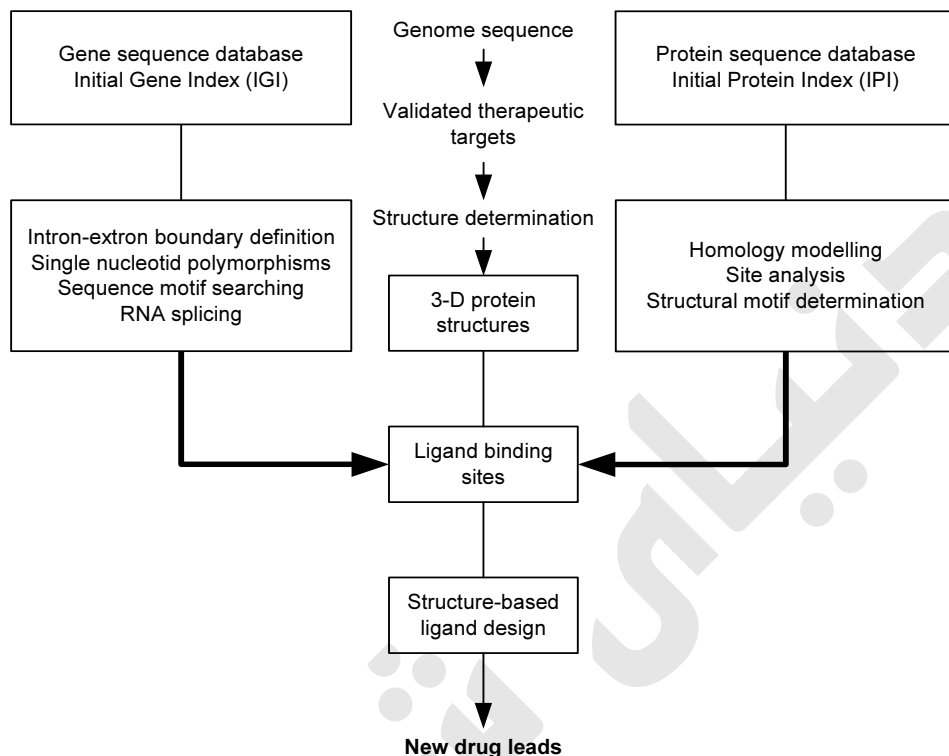 Gene sequence database
Initial Gene Index (IGI)
Genome sequence
Protein sequence database
Initial Protein Index (IPI)
Validated therapeutic
targets
Structure determination
Intron-extron boundary definition
Single nucleotid polymorphisms
Sequence motif searching
RNA splicing
3-D protein
structures
Homology modelling
Site analysis
Structural motif determination
Ligand binding
sites
Structure-based
ligand design
New drug leads